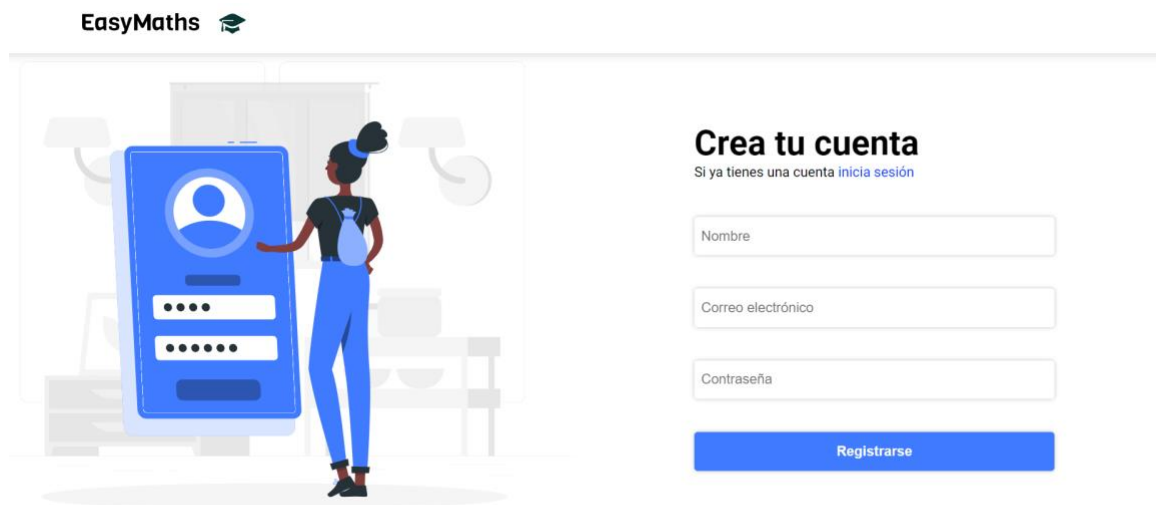 EasyMaths
Crea tu cuenta
Si ya tienes una cuenta inicia sesión
Nombre
Correo electrónico
Contraseña
Registrarse